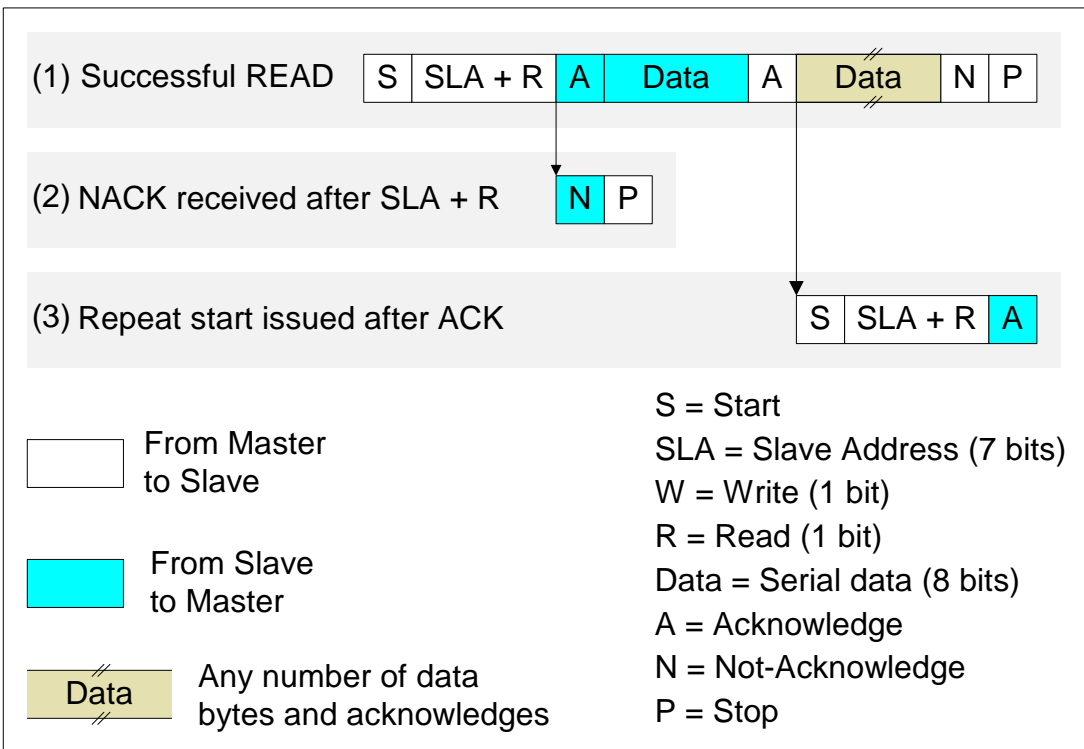 (1) Successful READ S SLA + R A Data A Data N P
(2) NACK received after SLA + R N P
(3) Repeat start issued after ACK S SLA + R A
From Master
to Slave
From Slave
to Master
Data Any number of data
bytes and acknowledges
S = Start
SLA = Slave Address (7 bits)
W = Write (1 bit)
R = Read (1 bit)
Data = Serial data (8 bits)
A = Acknowledge
N = Not-Acknowledge
P = Stop